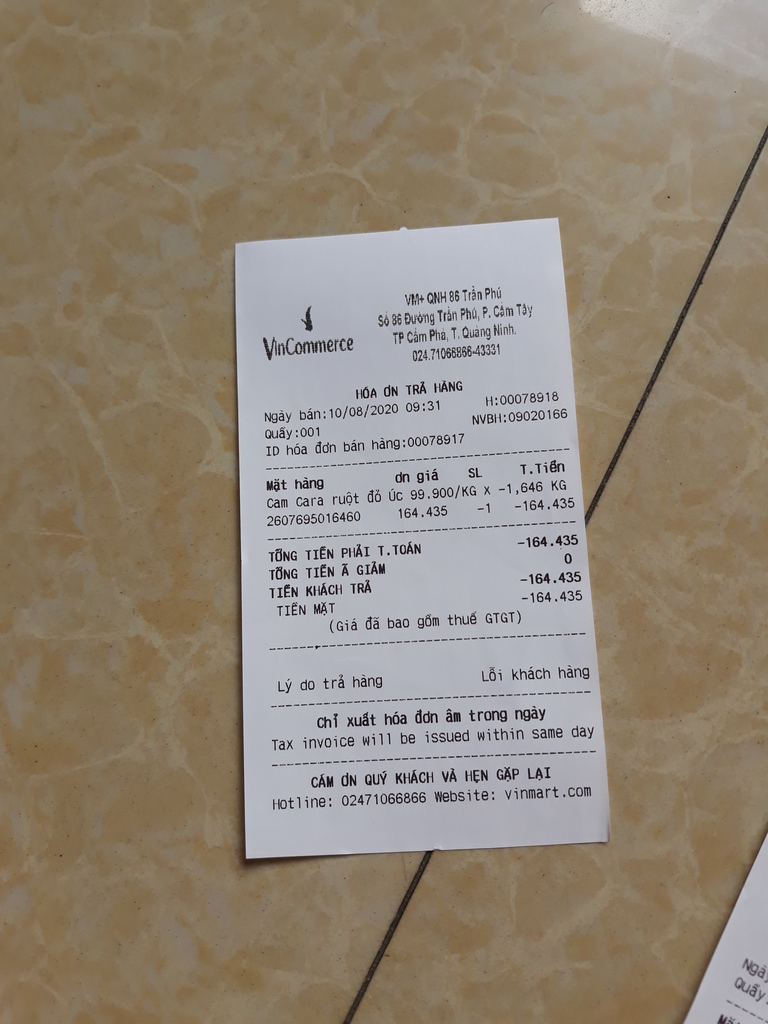 VinCommerce
VM+ QNH 86 Trần Phú
Số 86 Đường Trần Phú, P. Cẩm Tây
TP Cẩm Phả, T. Quảng Ninh.
024.71066866-43331
HÓA ƠN TRẢ HÀNG
Ngày bán:10/08/2020 09:31 H:00078918
Quầy:001 NVBH:09020166
ID hóa đơn bán hàng:00078917
Mặt hàng ơn giá SL T.Tiền
Cam Cara ruột đỏ Úc 99.900/KG x -1,646 KG
2607695016460 164.435 -1 -164.435
TỔNG TIỀN PHẢI T.TOÁN -164.435
TỔNG TIỀN Ã GIẢM 0
TIỀN KHÁCH TRẢ -164.435
TIỀN MẶT -164.435
(Giá đã bao gồm thuế GTGT)
Lý do trả hàng Lỗi khách hàng
Chỉ xuất hóa đơn âm trong ngày
Tax invoice will be issued within same day
CẢM ƠN QUÝ KHÁCH VÀ HẸN GẶP LẠI
Hotline: 02471066866 Website: vinmart.com
Quầy